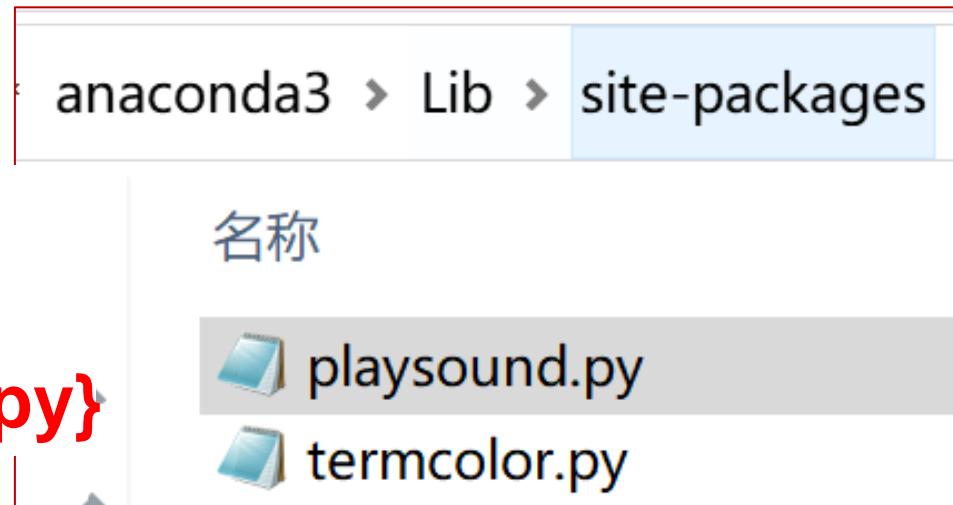 anaconda3 > Lib > site-packages
名称
playsound.py
py}
termcolor.py